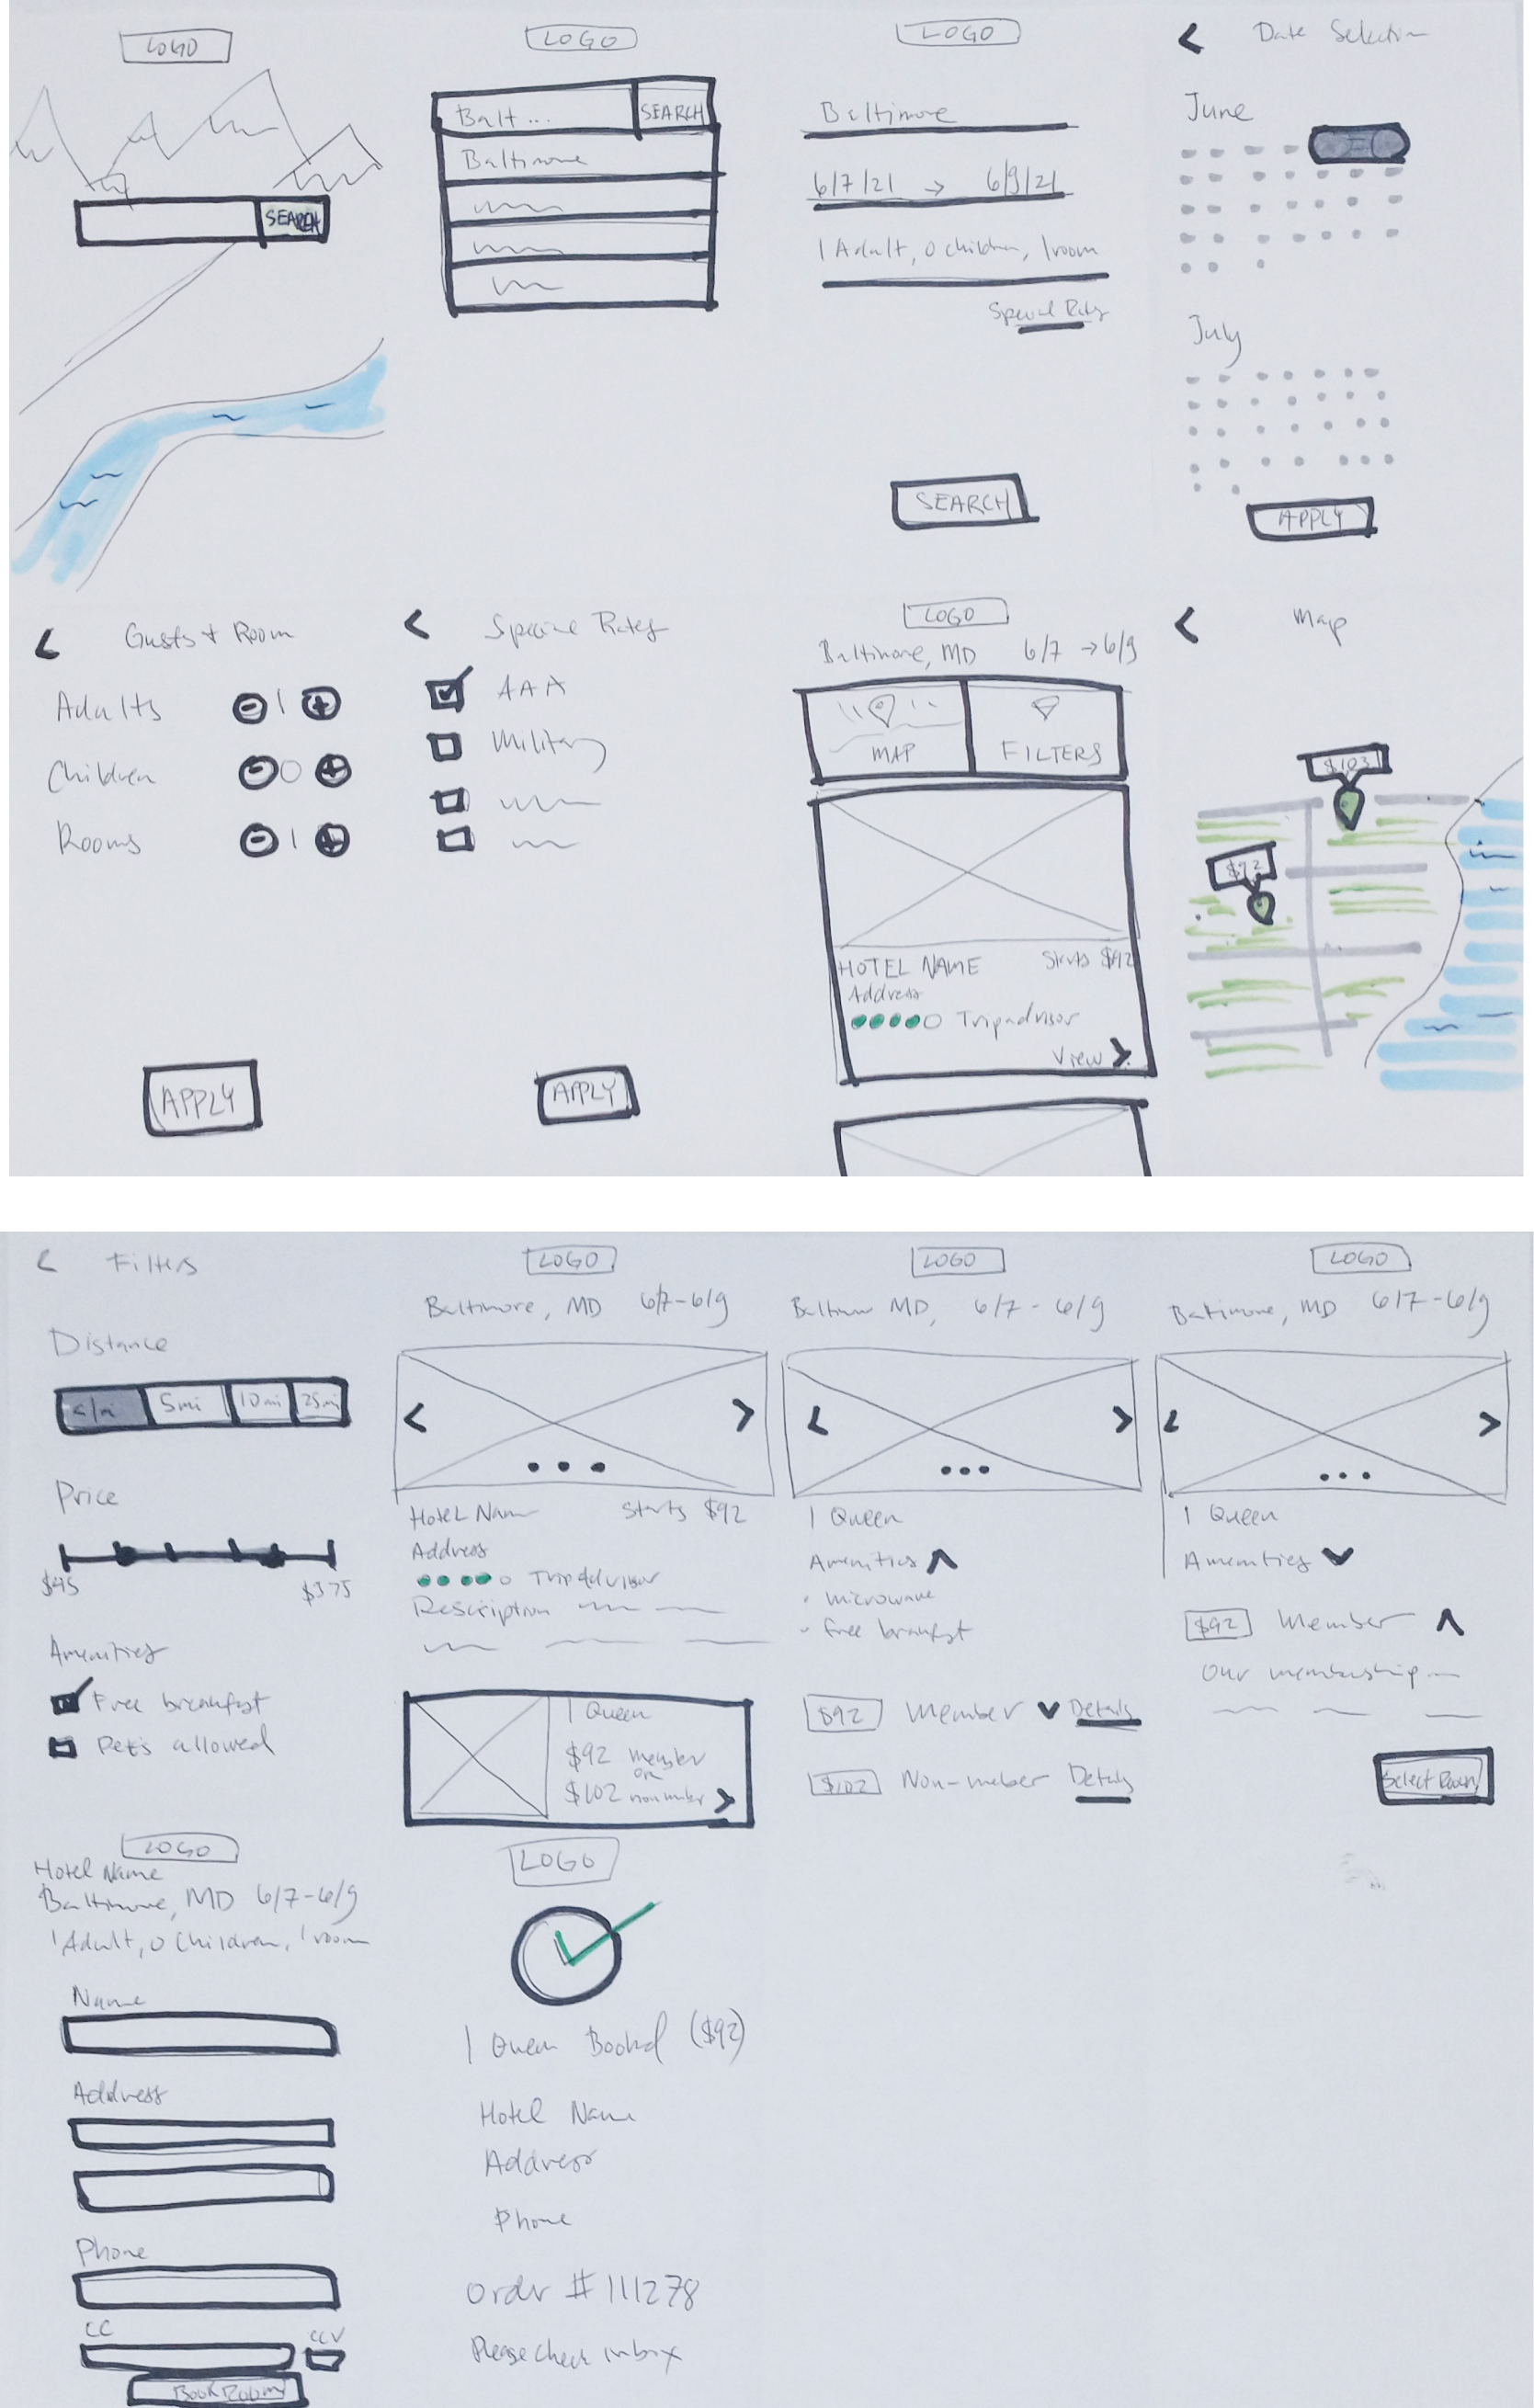 LOGO
SEARCH
LOGO
Balt...
SEARCH
Baltimore
LOGO
Baltimore
6/7/21 → 6/9/21
1 Adult, 0 children, 1 room
Special Rates
SEARCH
Date Selection
June
July
APPLY
Gusts + Room
Adults 1
Children 0
Rooms 1
APPLY
Special Rates
AAA
Military
APPLY
LOGO
Baltimore, MD 6/7 → 6/9
MAP
FILTERS
HOTEL NAME Starts $92
Address
Tripadvisor
View
Map
$103
$92
Filters
Distance
<1mi 5mi 10mi 25mi
Price
$45 $375
Amenities
Free breakfast
Pets allowed
LOGO
Baltimore, MD 6/7-6/9
Hotel Name Starts $92
Address
Tripadvisor
Description
1 Queen
$92 member
or
$102 nonmember
LOGO
Baltimore MD, 6/7-6/9
1 Queen
Amenities
microwave
free breakfast
$92 Member Details
$102 Non-member Details
LOGO
Baltimore, MD 6/7-6/9
1 Queen
Amenities
$92 Member
Our membership
Select Room
LOGO
Hotel Name
Baltimore, MD 6/7-6/9
1 Adult, 0 Children, 1 room
Name
Address
Phone
CC CCV
Book Room
LOGO
1 Queen Booked ($92)
Hotel Name
Address
Phone
Order #111278
Please check inbox